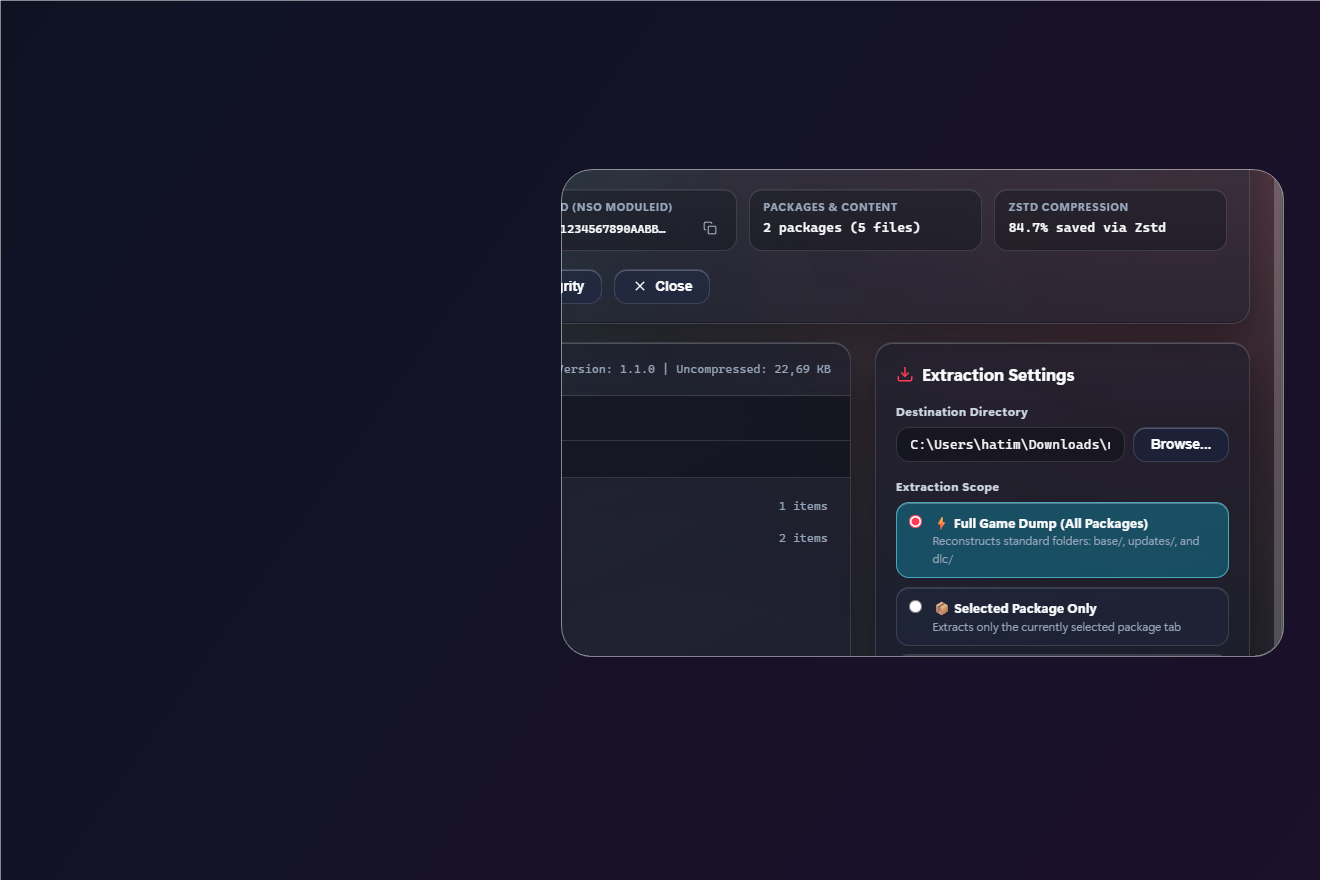 D (NSO MODULEID)
1234567890AABB…
PACKAGES & CONTENT
2 packages (5 files)
ZSTD COMPRESSION
84.7% saved via Zstd
grity
Close
Version: 1.1.0 | Uncompressed: 22,69 KB
1 items
2 items
Extraction Settings
Destination Directory
C:\Users\hatim\Downloads\
Browse...
Extraction Scope
Full Game Dump (All Packages)
Reconstructs standard folders: base/, updates/, and
dlc/
Selected Package Only
Extracts only the currently selected package tab